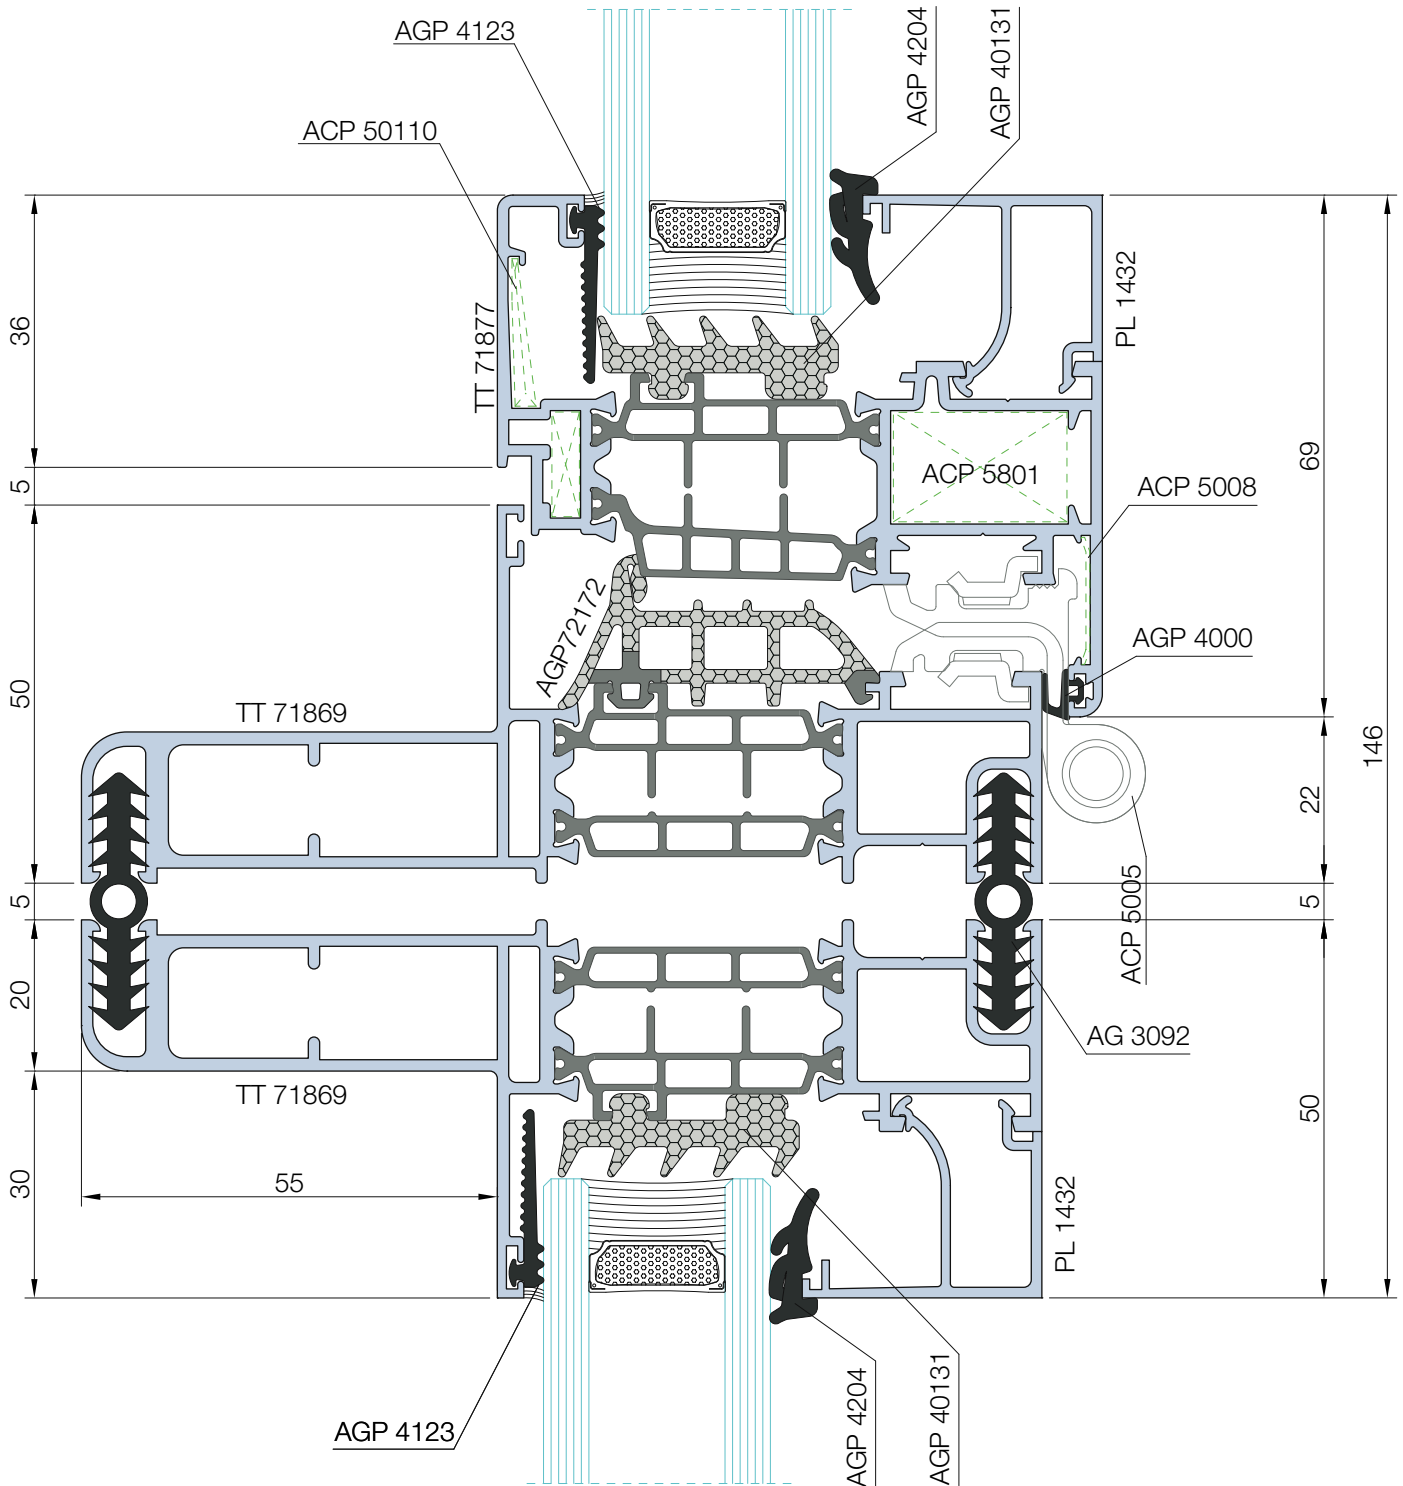 AGP 4123
AGP 4204
AGP 40131
ACP 50110
36
TT 71877
PL 1432
69
ACP 5801
5
ACP 5008
50
AGP72172
AGP 4000
TT 71869
146
22
5
ACP 5005
5
20
AG 3092
TT 71869
50
30
55
PL 1432
AGP 4123
AGP 4204
AGP 40131